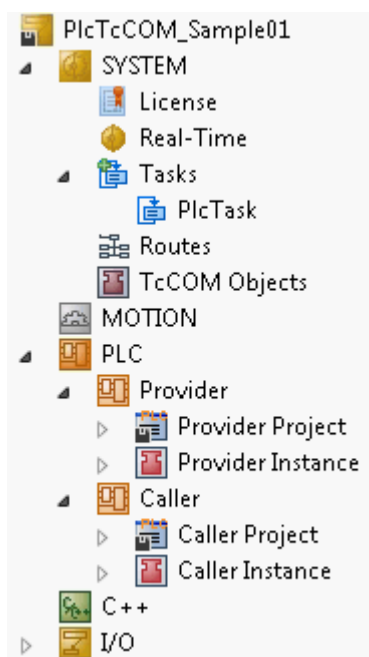 PlcTcCOM_Sample01
SYSTEM
License
Real-Time
Tasks
PlcTask
Routes
TcCOM Objects
MOTION
PLC
Provider
Provider Project
Provider Instance
Caller
Caller Project
Caller Instance
C++
I/O